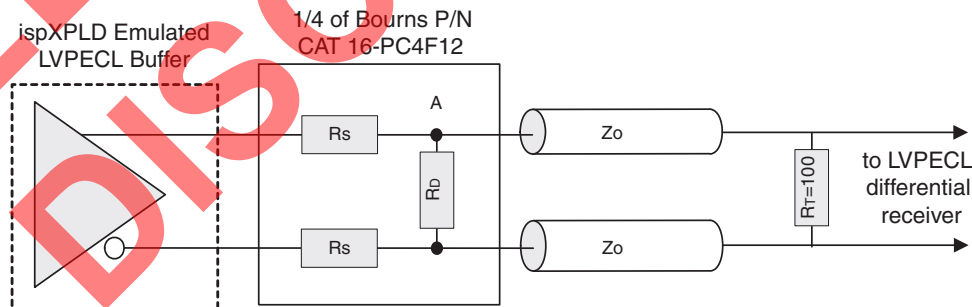 ispXPLD Emulated
LVPECL Buffer
1/4 of Bourns P/N
CAT 16-PC4F12
A
Rs
RD
Rs
Zo
Zo
RT=100
to LVPECL
differential
receiver
DISC